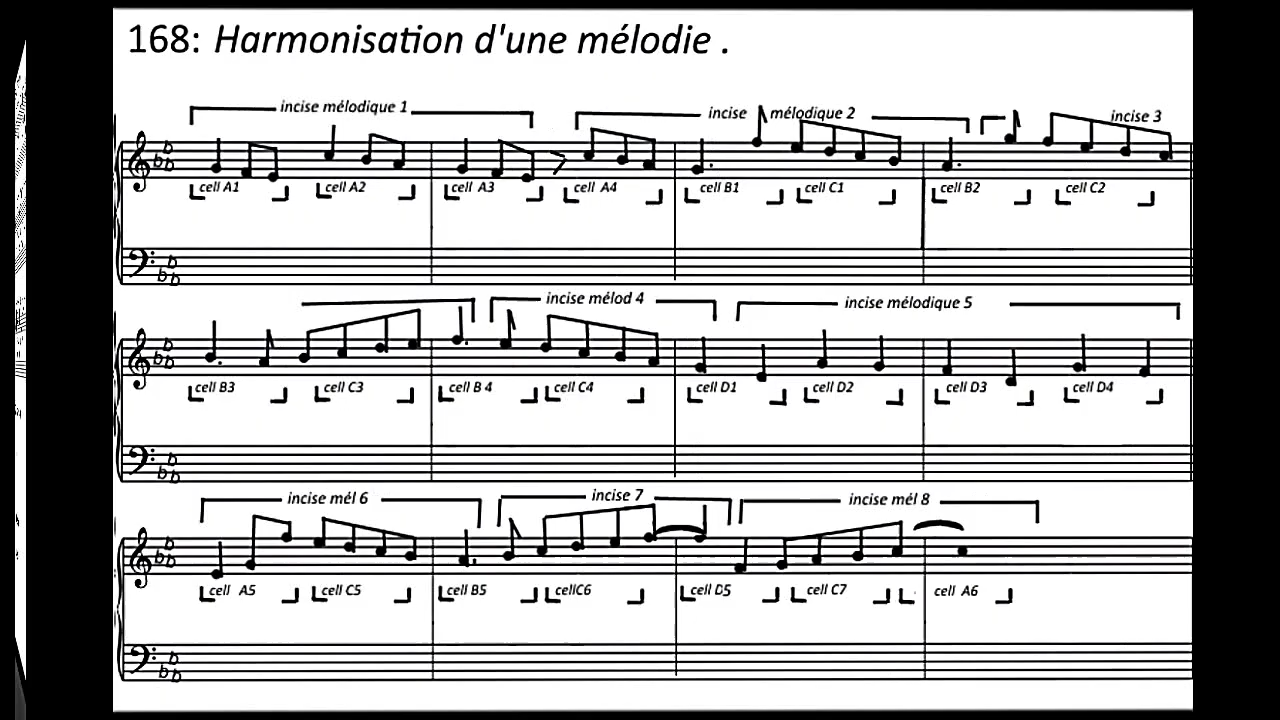 168: Harmonisation d'une mélodie .
incise mélodique 1 incise mélodique 2 incise 3
cell A1 cell A2 cell A3 cell A4 cell B1 cell C1 cell B2 cell C2
incise mélod 4 incise mélodique 5
cell B3 cell C3 cell B 4 cell C4 cell D1 cell D2 cell D3 cell D4
incise mél 6 incise 7 incise mél 8
cell A5 cell C5 cell B5 cellC6 cell D5 cell C7 cell A6